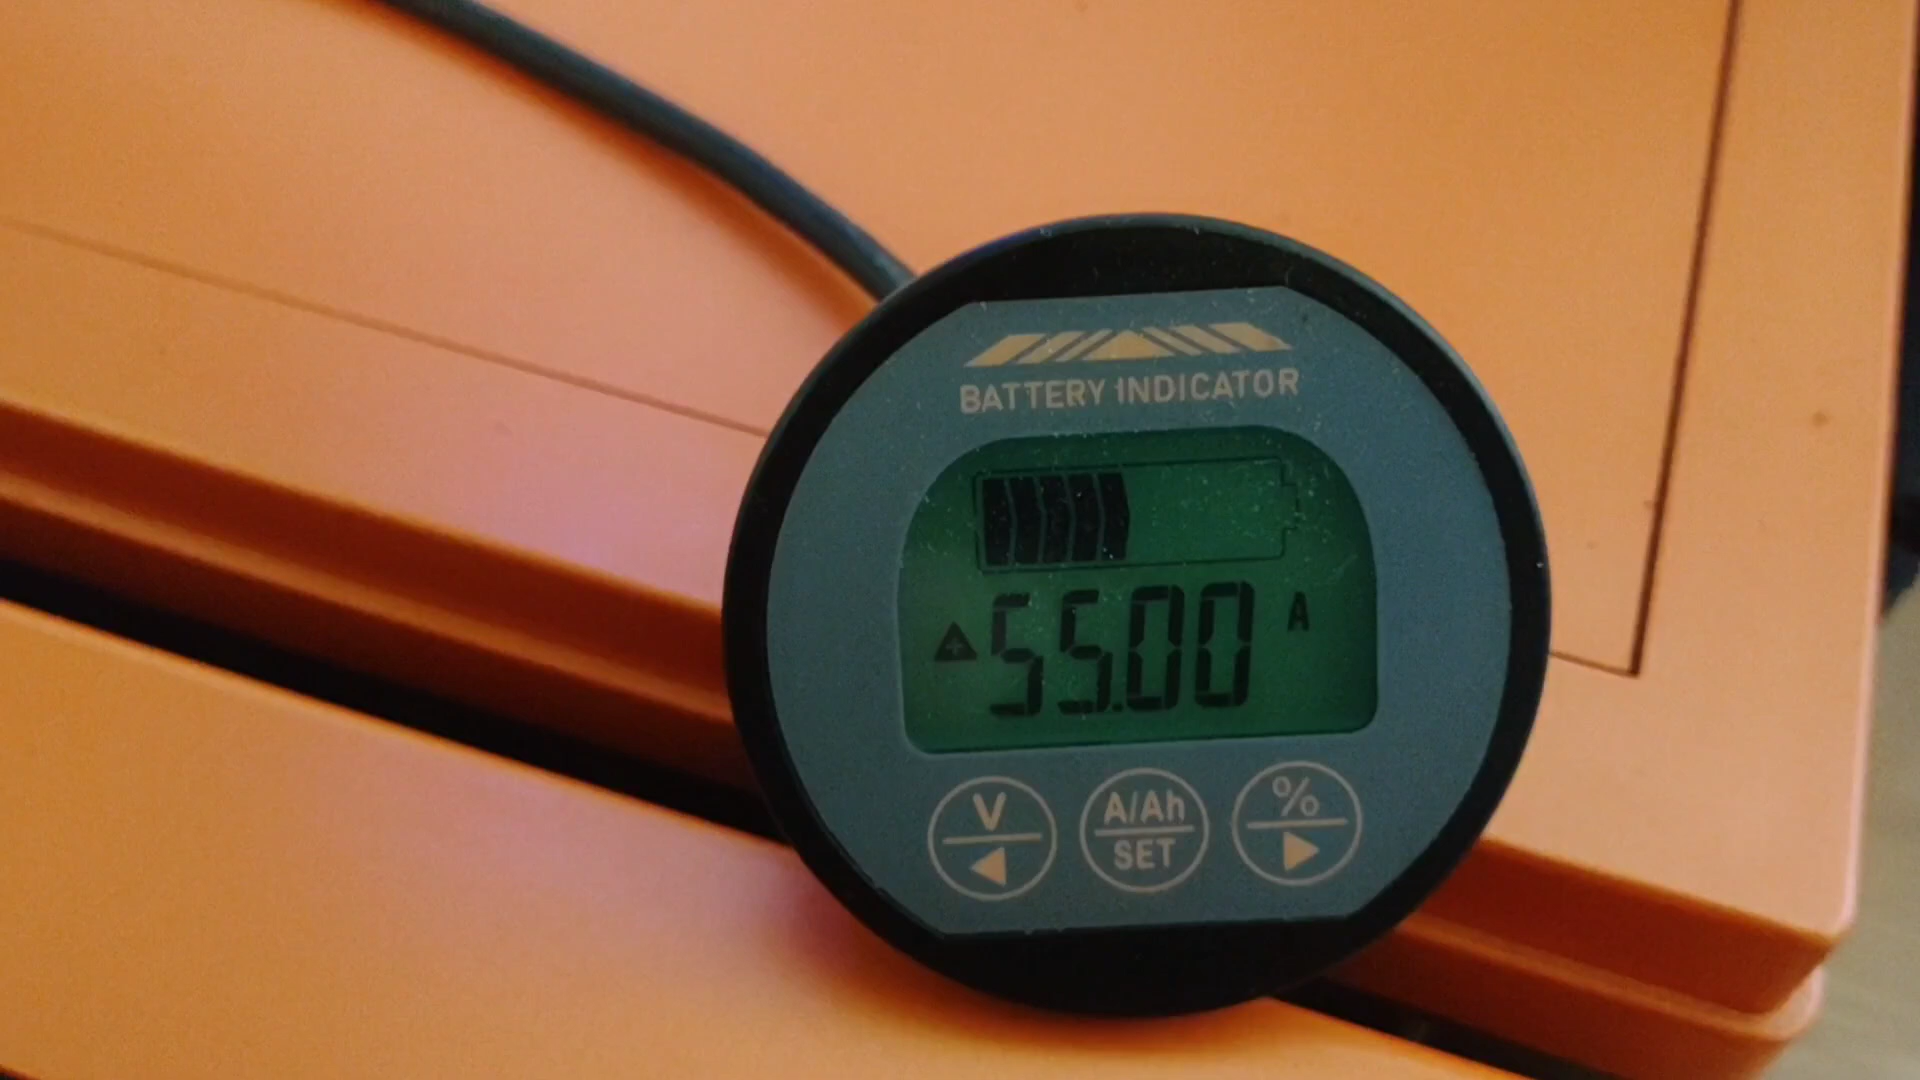 BATTERY INDICATOR
55.00 A
V A/Ah %
SET